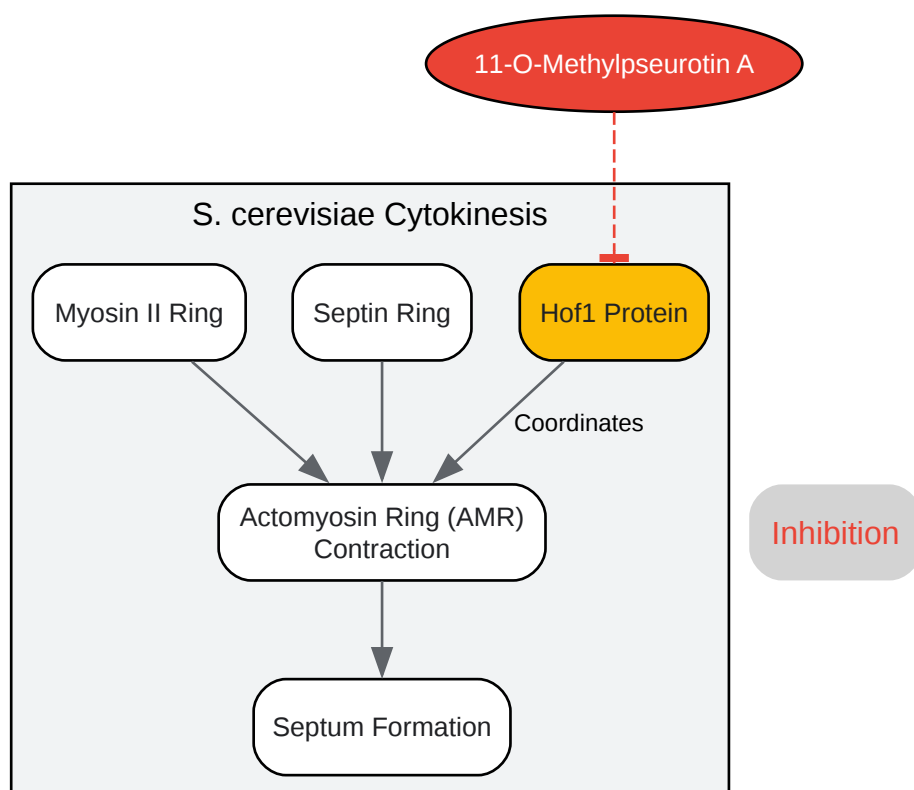 11-O-Methylpseurotin A
S. cerevisiae Cytokinesis
Myosin II Ring
Septin Ring
Hof1 Protein
Coordinates
Actomyosin Ring (AMR)
Contraction
Inhibition
Septum Formation